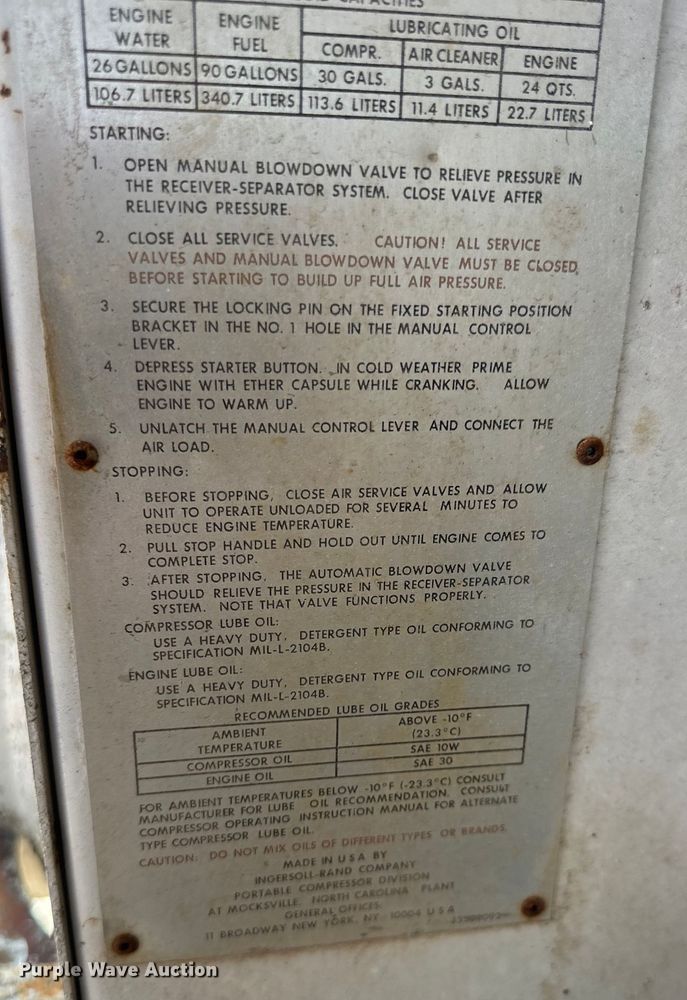 CAPACITIES
ENGINE WATER ENGINE FUEL LUBRICATING OIL
COMPR. AIR CLEANER ENGINE
26 GALLONS 90 GALLONS 30 GALS. 3 GALS. 24 QTS.
106.7 LITERS 340.7 LITERS 113.6 LITERS 11.4 LITERS 22.7 LITERS
STARTING:
1. OPEN MANUAL BLOWDOWN VALVE TO RELIEVE PRESSURE IN
THE RECEIVER-SEPARATOR SYSTEM. CLOSE VALVE AFTER
RELIEVING PRESSURE.
2. CLOSE ALL SERVICE VALVES. CAUTION! ALL SERVICE
VALVES AND MANUAL BLOWDOWN VALVE MUST BE CLOSED,
BEFORE STARTING TO BUILD UP FULL AIR PRESSURE.
3. SECURE THE LOCKING PIN ON THE FIXED STARTING POSITION
BRACKET IN THE NO. 1 HOLE IN THE MANUAL CONTROL
LEVER.
4. DEPRESS STARTER BUTTON. IN COLD WEATHER PRIME
ENGINE WITH ETHER CAPSULE WHILE CRANKING. ALLOW
ENGINE TO WARM UP.
5. UNLATCH THE MANUAL CONTROL LEVER AND CONNECT THE
AIR LOAD.
STOPPING:
1. BEFORE STOPPING, CLOSE AIR SERVICE VALVES AND ALLOW
UNIT TO OPERATE UNLOADED FOR SEVERAL MINUTES TO
REDUCE ENGINE TEMPERATURE.
2. PULL STOP HANDLE AND HOLD OUT UNTIL ENGINE COMES TO
COMPLETE STOP.
3. AFTER STOPPING, THE AUTOMATIC BLOWDOWN VALVE
SHOULD RELIEVE THE PRESSURE IN THE RECEIVER-SEPARATOR
SYSTEM. NOTE THAT VALVE FUNCTIONS PROPERLY.
COMPRESSOR LUBE OIL:
USE A HEAVY DUTY, DETERGENT TYPE OIL CONFORMING TO
SPECIFICATION MIL-L-2104B.
ENGINE LUBE OIL:
USE A HEAVY DUTY, DETERGENT TYPE OIL CONFORMING TO
SPECIFICATION MIL-L-2104B.
RECOMMENDED LUBE OIL GRADES
AMBIENT TEMPERATURE ABOVE -10°F (23.3°C)
COMPRESSOR OIL SAE 10W
ENGINE OIL SAE 30
FOR AMBIENT TEMPERATURES BELOW -10°F (-23.3°C) CONSULT
MANUFACTURER FOR LUBE OIL RECOMMENDATION. CONSULT
COMPRESSOR OPERATING INSTRUCTION MANUAL FOR ALTERNATE
TYPE COMPRESSOR LUBE OIL.
CAUTION: DO NOT MIX OILS OF DIFFERENT TYPES OR BRANDS.
MADE IN U S A BY
INGERSOLL-RAND COMPANY
PORTABLE COMPRESSOR DIVISION
AT MOCKSVILLE, NORTH CAROLINA PLANT
GENERAL OFFICES
11 BROADWAY NEW YORK, NY 10004 U S A
Purple Wave Auction